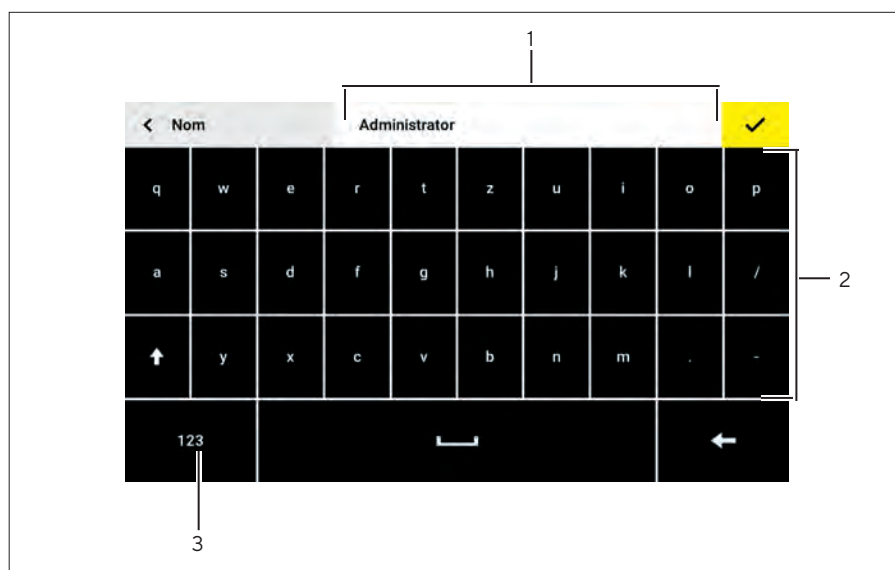 1
Nom Administrator
q w e r t z u i o p
a s d f g h j k l /
2
y x c v b n m . -
123
3